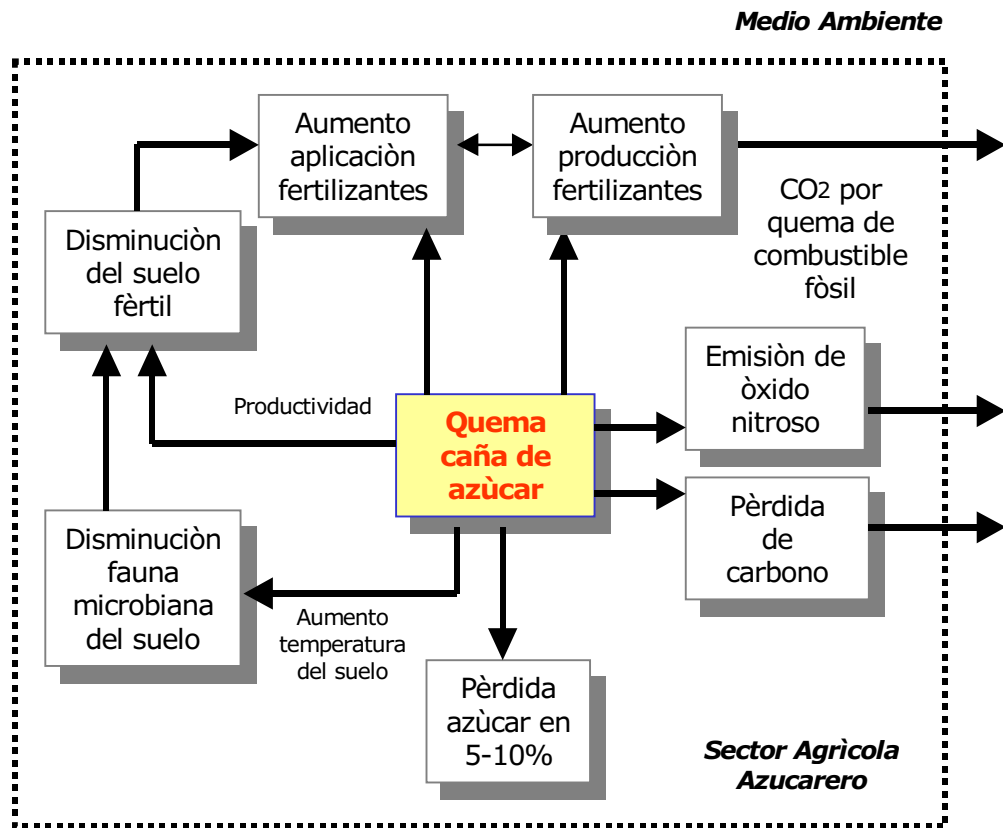 Medio Ambiente
Aumento
aplicaciòn
fertilizantes
Aumento
producciòn
fertilizantes
CO2 por
quema de
combustible
fòsil
Disminuciòn
del suelo
fèrtil
Emisiòn de
òxido
nitroso
Productividad
Quema
caña de
azùcar
Pèrdida
de
carbono
Disminuciòn
fauna
microbiana
del suelo
Aumento
temperatura
del suelo
Pèrdida
azùcar en
5-10%
Sector Agrìcola
Azucarero